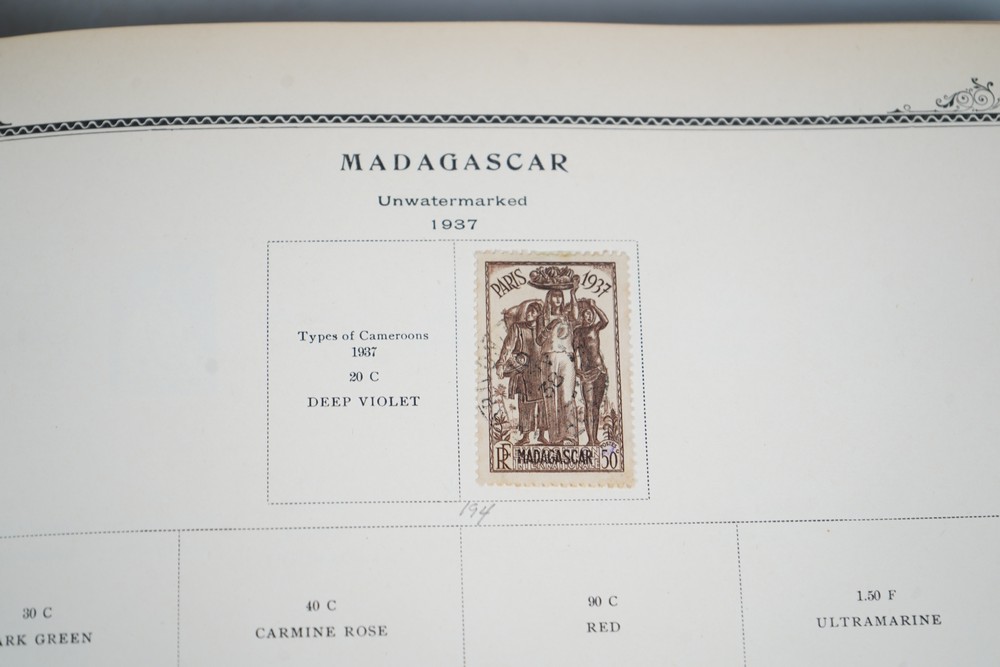 MADAGASCAR
Unwatermarked
1937
Types of Cameroons
1937
20 C
DEEP VIOLET
PARIS 1937
RF MADAGASCAR 50
194
30 C
ARK GREEN
40 C
CARMINE ROSE
90 C
RED
1.50 F
ULTRAMARINE